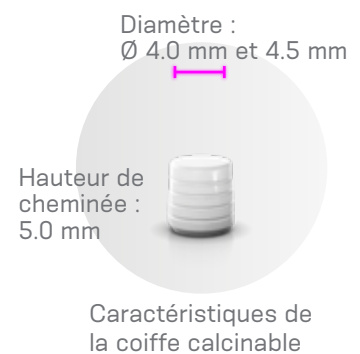 Diamètre :
Ø 4.0 mm et 4.5 mm
Hauteur de
cheminée :
5.0 mm
Caractéristiques de
la coiffe calcinable